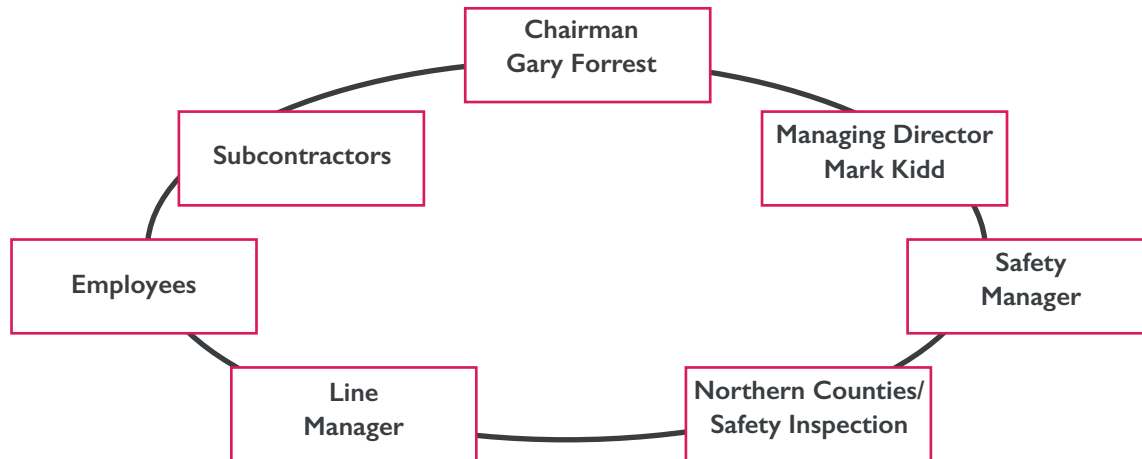 Chairman
Gary Forrest
Subcontractors
Managing Director
Mark Kidd
Employees
Safety
Manager
Line
Manager
Northern Counties/
Safety Inspection